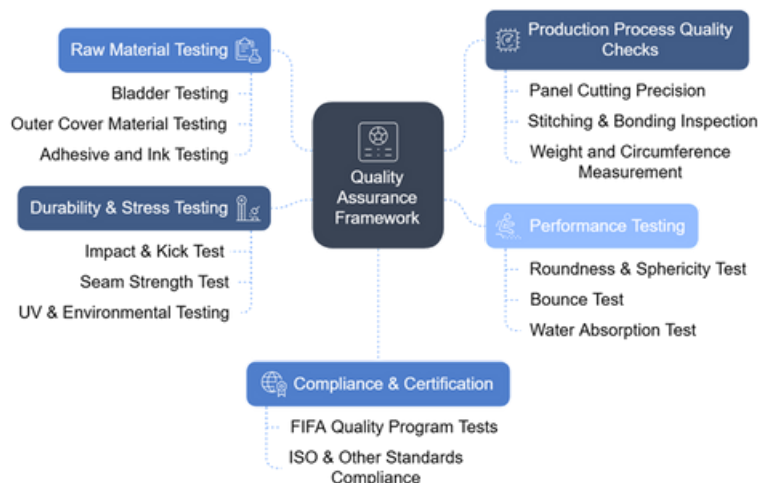 Raw Material Testing
Bladder Testing
Outer Cover Material Testing
Adhesive and Ink Testing
Durability & Stress Testing
Impact & Kick Test
Seam Strength Test
UV & Environmental Testing
Quality
Assurance
Framework
Production Process Quality
Checks
Panel Cutting Precision
Stitching & Bonding Inspection
Weight and Circumference
Measurement
Performance Testing
Roundness & Sphericity Test
Bounce Test
Water Absorption Test
Compliance & Certification
FIFA Quality Program Tests
ISO & Other Standards
Compliance